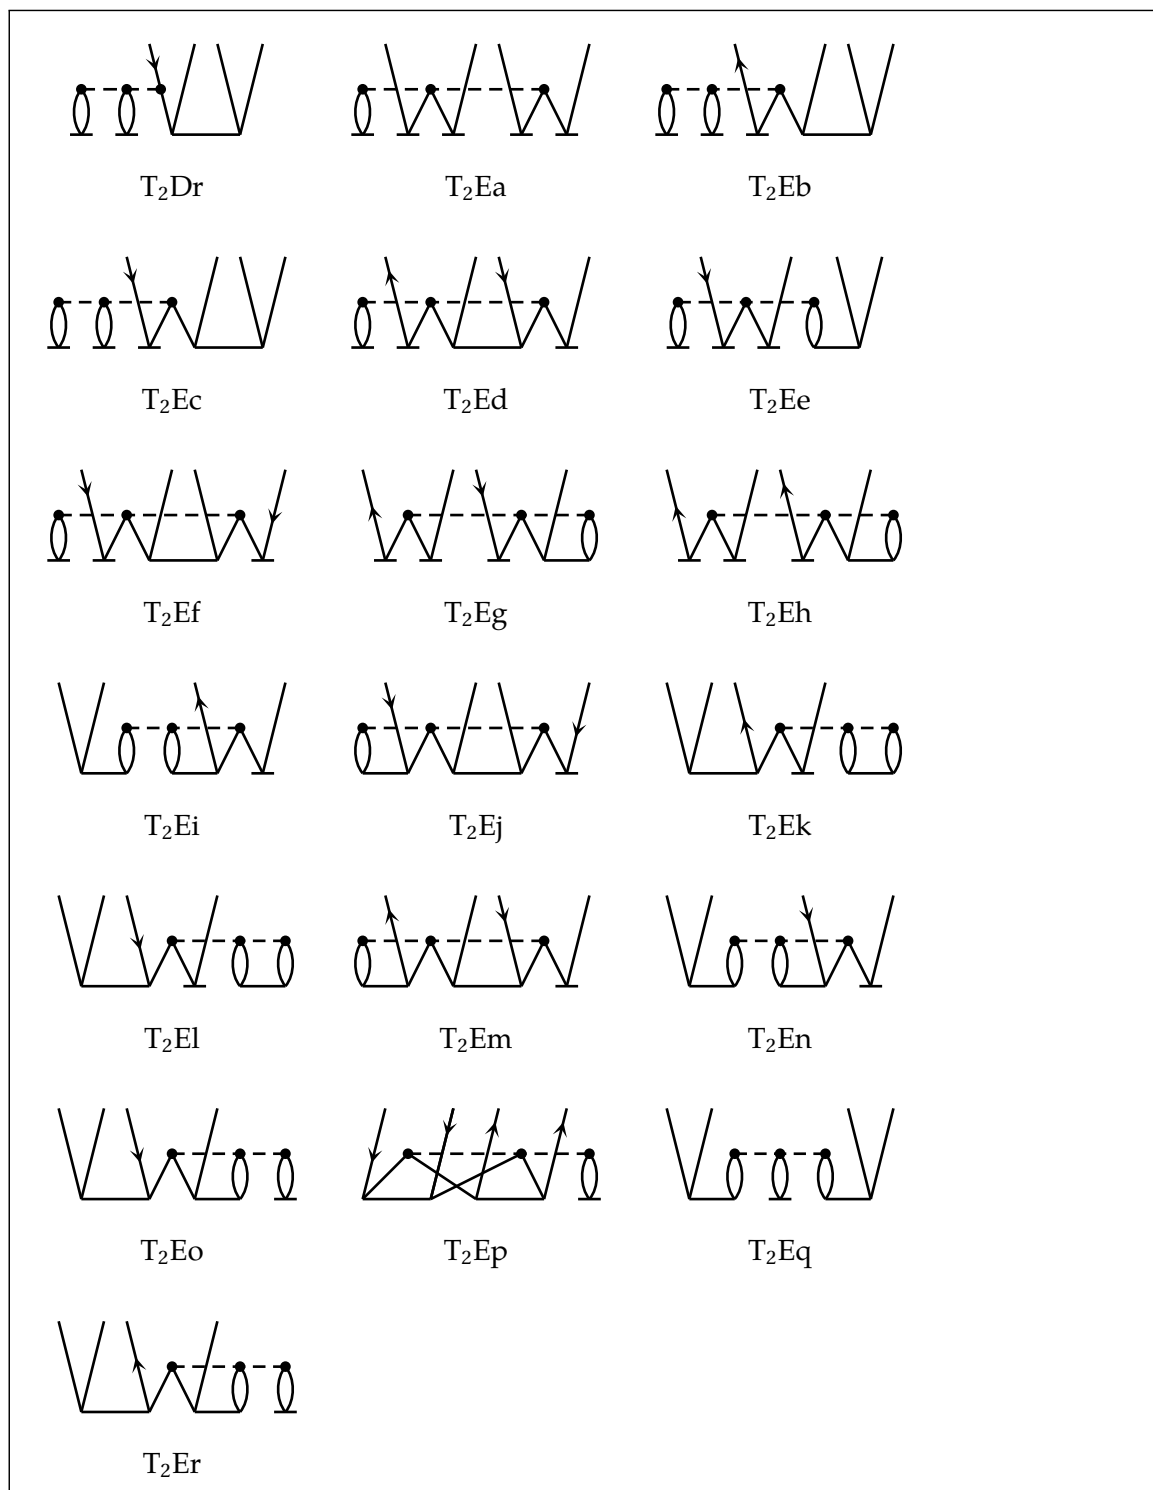 T₂Dr T₂Ea T₂Eb
T₂Ec T₂Ed T₂Ee
T₂Ef T₂Eg T₂Eh
T₂Ei T₂Ej T₂Ek
T₂El T₂Em T₂En
T₂Eo T₂Ep T₂Eq
T₂Er